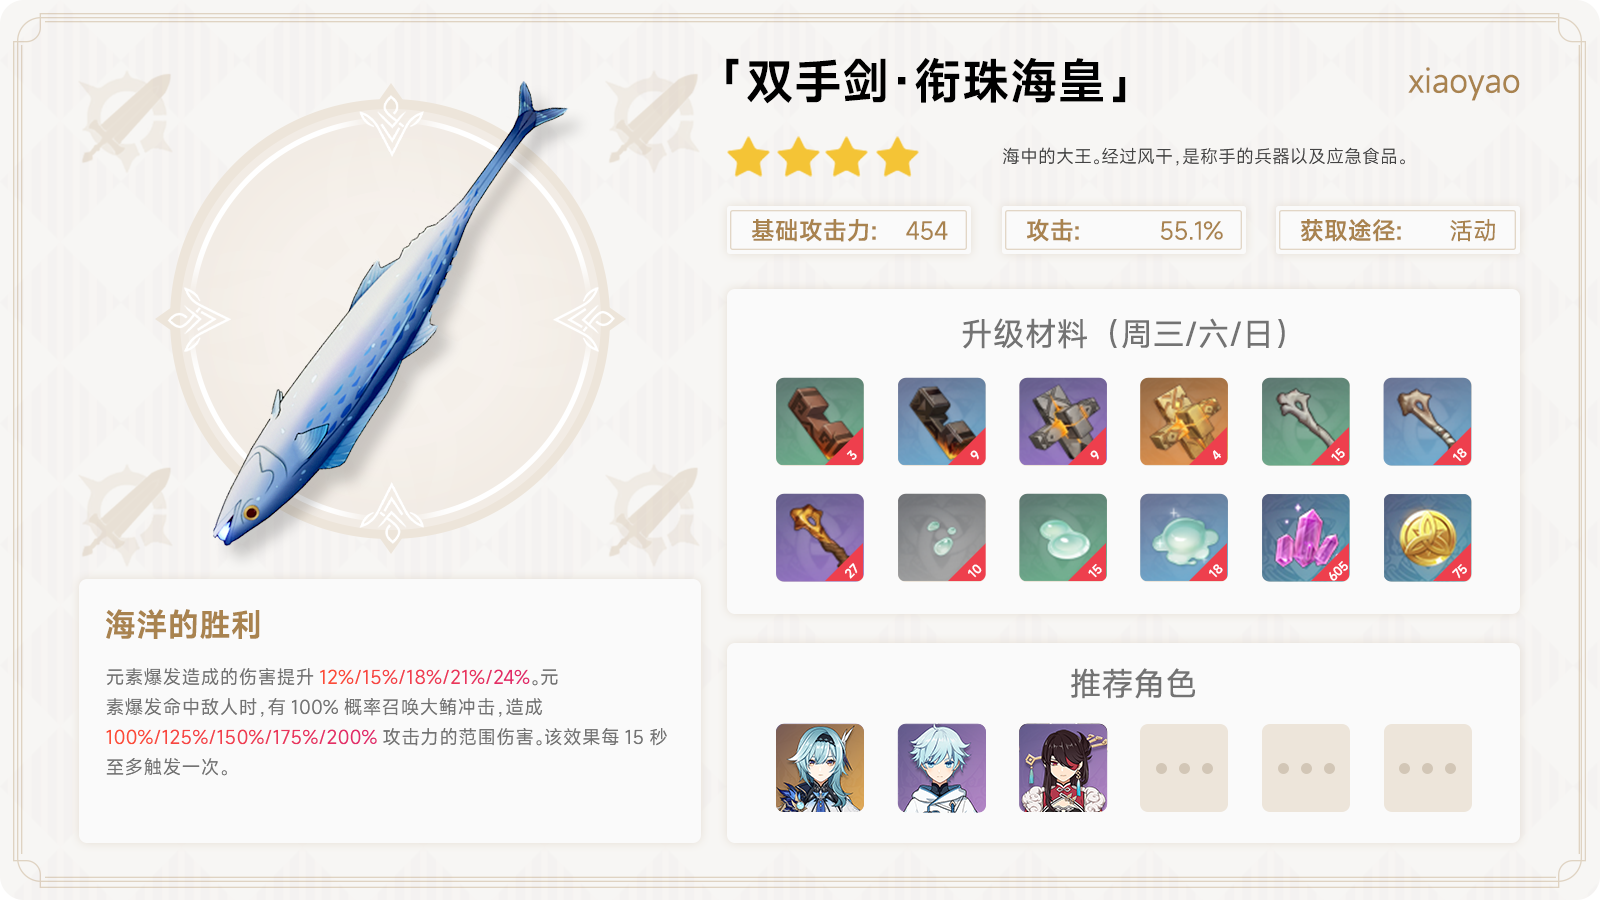 「双手剑·衔珠海皇」
xiaoyao
海中的大王。经过风干,是称手的兵器以及应急食品。
基础攻击力: 454
攻击: 55.1%
获取途径: 活动
升级材料（周三/六/日）
3 9 9 4 15 18
27 10 15 18 605 75
海洋的胜利
元素爆发造成的伤害提升 12%/15%/18%/21%/24%。元
素爆发命中敌人时,有 100% 概率召唤大鲔冲击,造成
100%/125%/150%/175%/200% 攻击力的范围伤害。该效果每 15 秒
至多触发一次。
推荐角色